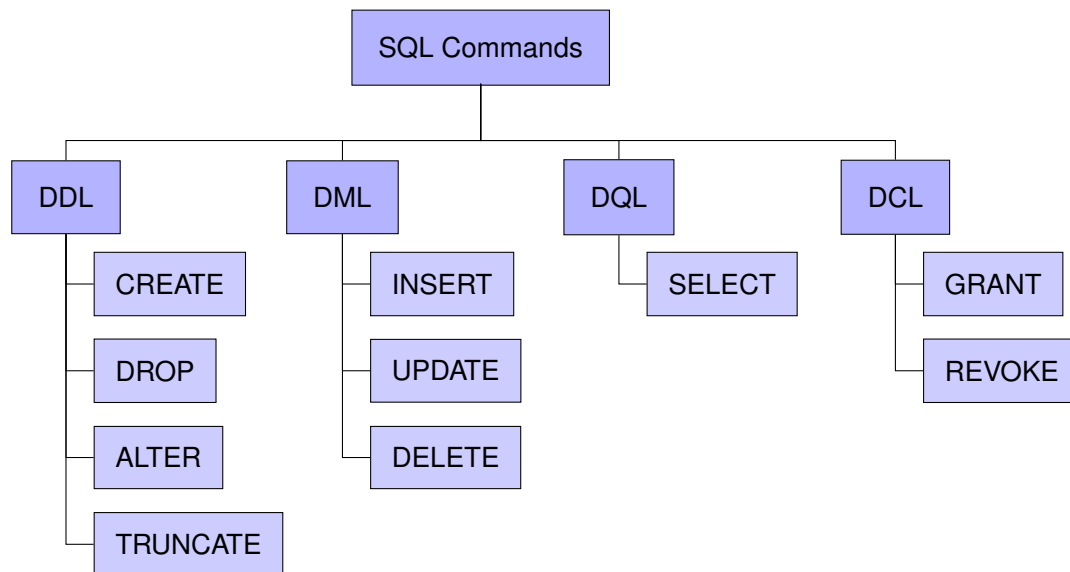 SQL Commands
DDL
DML
DQL
DCL
CREATE
INSERT
SELECT
GRANT
DROP
UPDATE
REVOKE
ALTER
DELETE
TRUNCATE